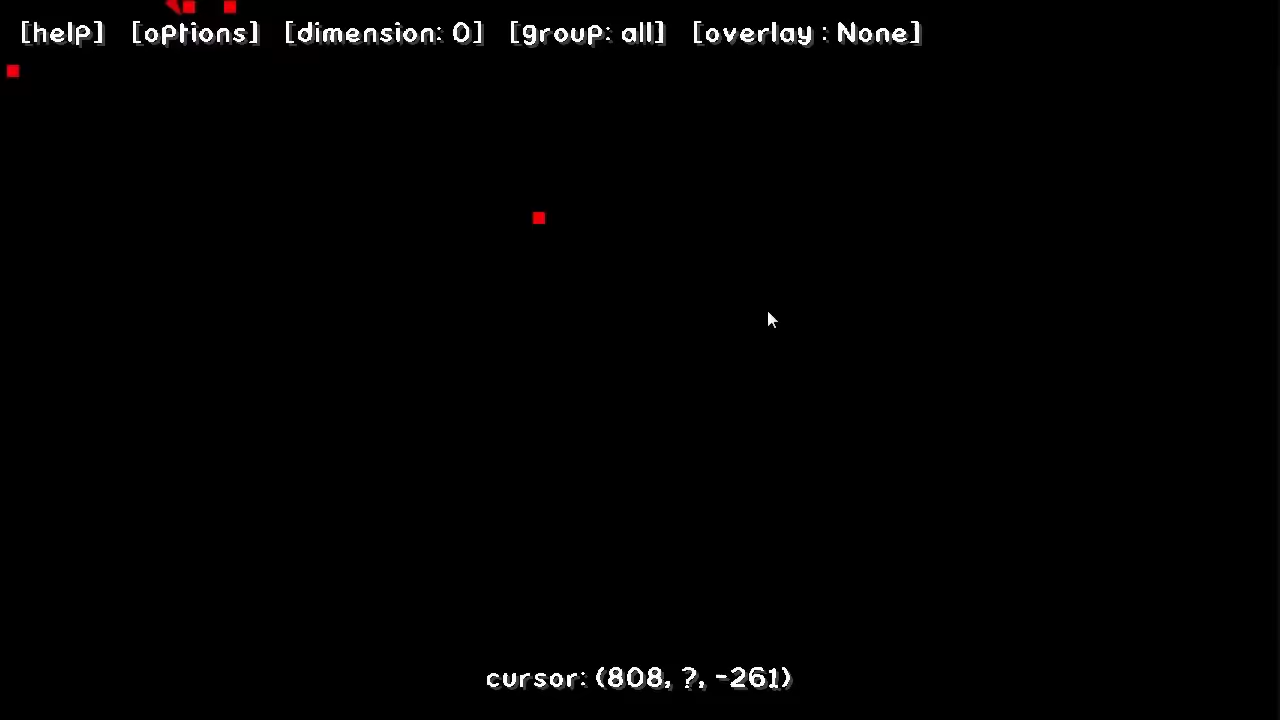 [help] [options] [dimension: 0] [group: all] [overlay : None]
cursor: (808, ?, -261)